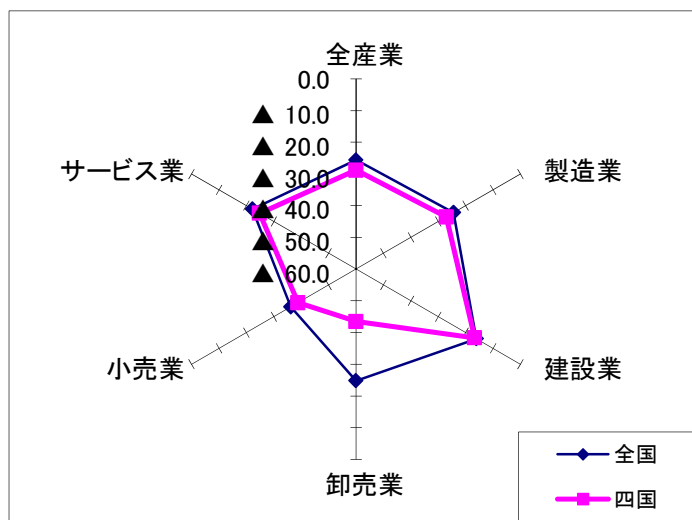 全産業
0.0
▲ 10.0
▲ 20.0
▲ 30.0
▲ 40.0
▲ 50.0
▲ 60.0
製造業
建設業
卸売業
小売業
サービス業
全国
四国